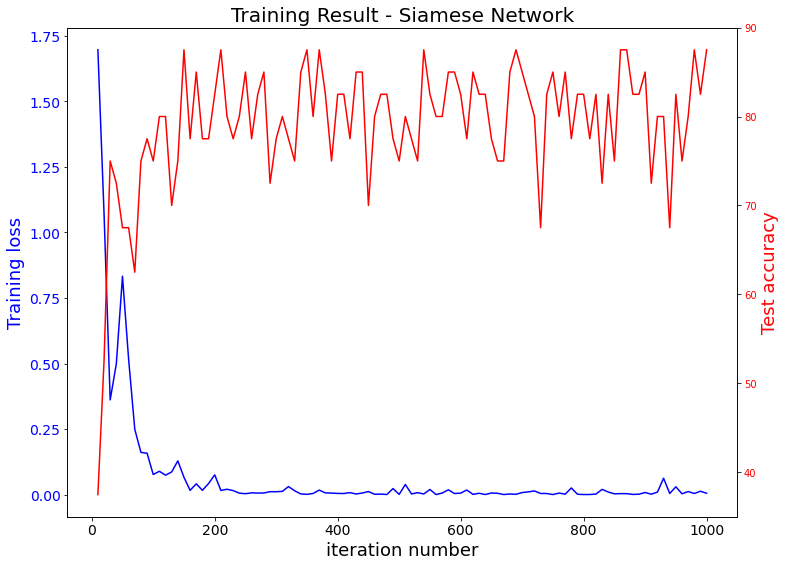 Training Result - Siamese Network
1.75
1.50
1.25
1.00
0.75
0.50
0.25
0.00
Training loss
90
80
70
60
50
40
Test accuracy
0 200 400 600 800 1000
iteration number